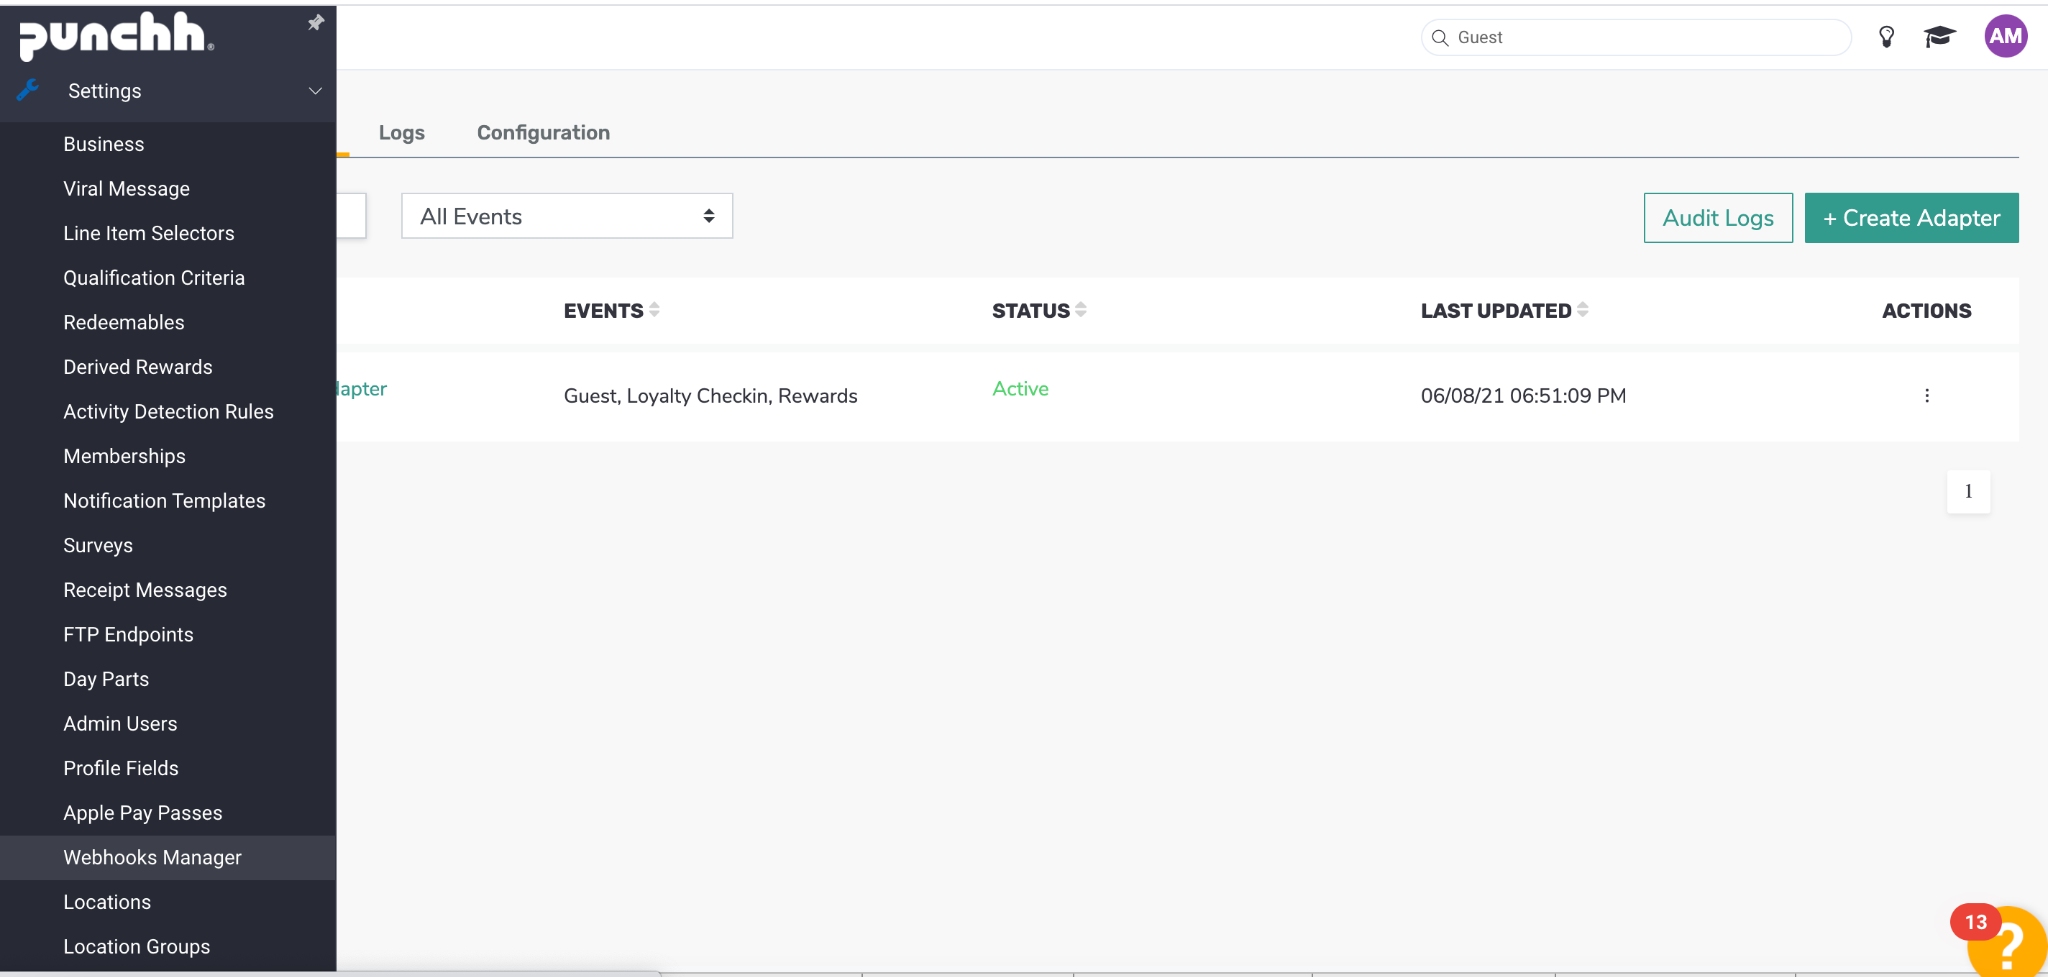 punchh®
Settings
Business
Viral Message
Line Item Selectors
Qualification Criteria
Redeemables
Derived Rewards
Activity Detection Rules
Memberships
Notification Templates
Surveys
Receipt Messages
FTP Endpoints
Day Parts
Admin Users
Profile Fields
Apple Pay Passes
Webhooks Manager
Locations
Location Groups
Guest
AM
Logs Configuration
All Events
Audit Logs + Create Adapter
EVENTS STATUS LAST UPDATED ACTIONS
dapter Guest, Loyalty Checkin, Rewards Active 06/08/21 06:51:09 PM
1
13
?